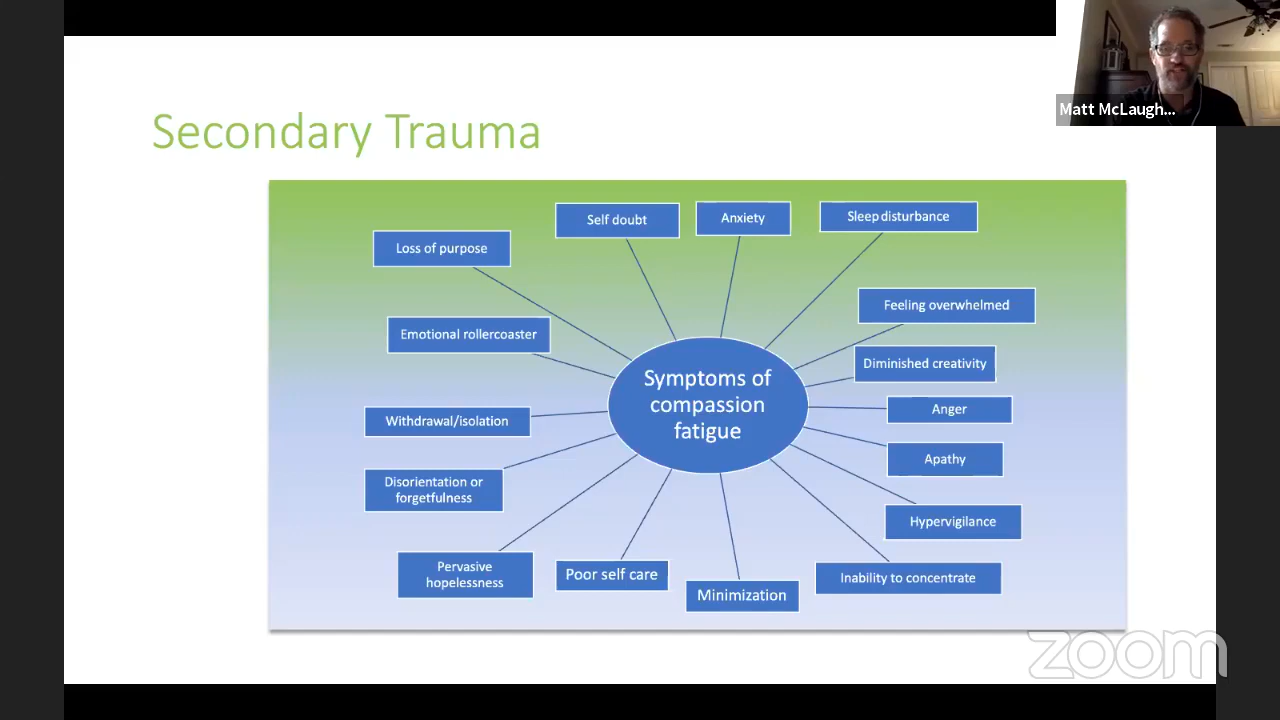 Matt McLaugh...
Secondary Trauma
Self doubt
Anxiety
Sleep disturbance
Loss of purpose
Feeling overwhelmed
Emotional rollercoaster
Diminished creativity
Symptoms of
compassion
fatigue
Anger
Withdrawal/isolation
Apathy
Disorientation or
forgetfulness
Hypervigilance
Pervasive
hopelessness
Poor self care
Minimization
Inability to concentrate
zoom